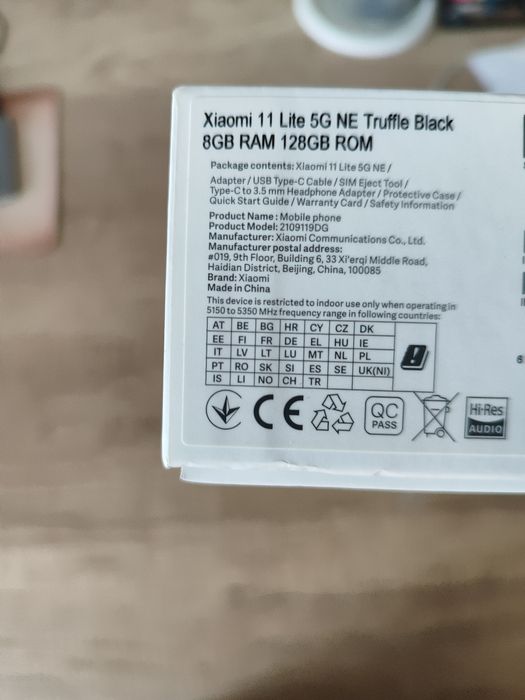 Xiaomi 11 Lite 5G NE Truffle Black
8GB RAM 128GB ROM
Package contents: Xiaomi 11 Lite 5G NE /
Adapter / USB Type-C Cable / SIM Eject Tool /
Type-C to 3.5 mm Headphone Adapter / Protective Case /
Quick Start Guide / Warranty Card / Safety Information
Product Name: Mobile phone
Product Model: 2109119DG
Manufacturer: Xiaomi Communications Co., Ltd.
Manufacturer postal address:
#019, 9th Floor, Building 6, 33 Xi'erqi Middle Road,
Haidian District, Beijing, China, 100085
Brand: Xiaomi
Made in China
This device is restricted to indoor use only when operating in
5150 to 5350 MHz frequency range in following countries:
AT BE BG HR CY CZ DK
EE FI FR DE EL HU IE
IT LV LT LU MT NL PL
PT RO SK SI ES SE UK(NI)
IS LI NO CH TR
CE
QC
PASS
Hi-Res
AUDIO